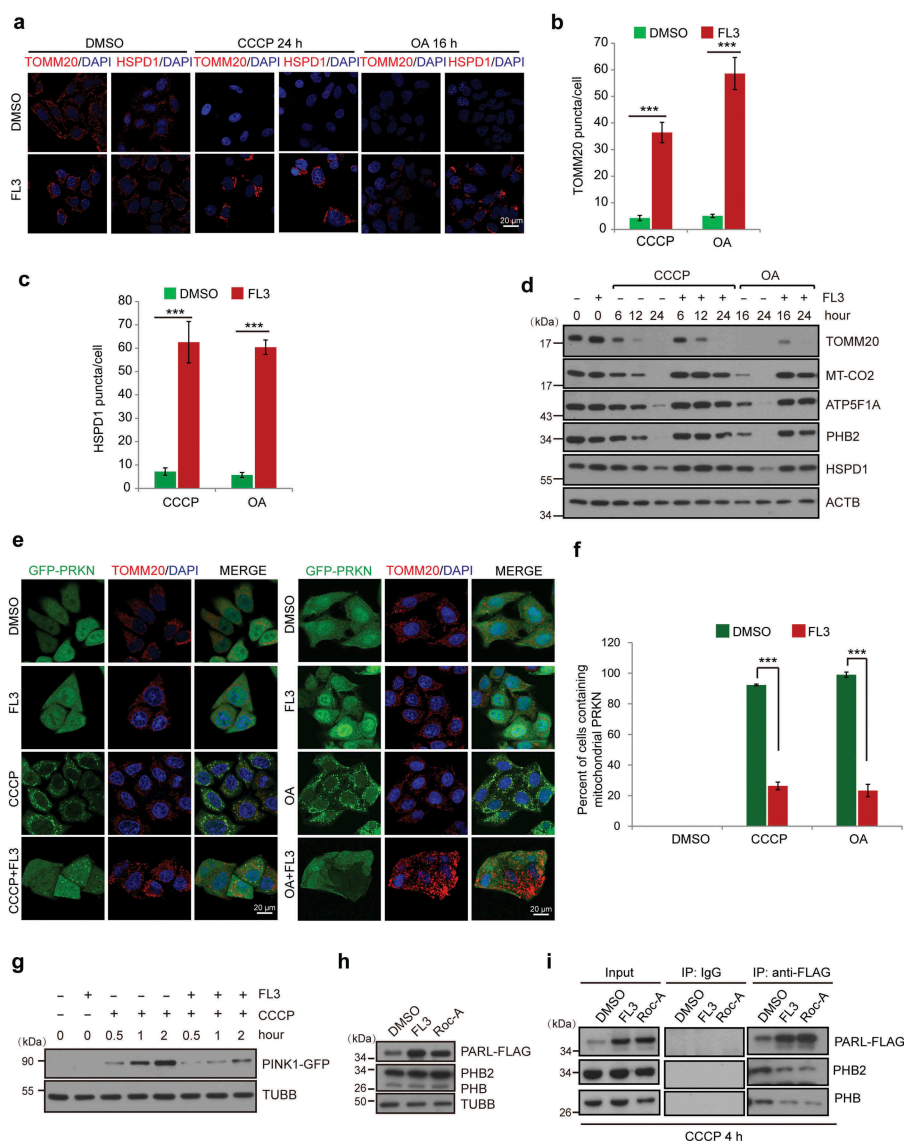 a
DMSO CCCP 24 h OA 16 h
TOMM20/DAPI HSPD1/DAPI TOMM20/DAPI HSPD1/DAPI TOMM20/DAPI HSPD1/DAPI
DMSO
FL3
20 µm
b
DMSO FL3
TOMM20 puncta/cell
70
60
50
40
30
20
10
0
*** ***
CCCP OA
c
DMSO FL3
HSPD1 puncta/cell
80
70
60
50
40
30
20
10
0
*** ***
CCCP OA
d
CCCP OA
– + – – – + + + – – + + FL3
0 0 6 12 24 6 12 24 16 24 16 24 hour
(kDa)
17 TOMM20
17 MT-CO2
43 ATP5F1A
34 PHB2
55 HSPD1
34 ACTB
e
GFP-PRKN TOMM20/DAPI MERGE GFP-PRKN TOMM20/DAPI MERGE
DMSO DMSO
FL3 FL3
CCCP OA
CCCP+FL3 OA+FL3
20 µm 20 µm
f
DMSO FL3
Percent of cells containing
mitochondrial PRKN
120
100
80
60
40
20
0
*** ***
DMSO CCCP OA
g
– + – – – + + + FL3
– – + + + + + + CCCP
0 0 0.5 1 2 0.5 1 2 hour
(kDa)
90 PINK1-GFP
55 TUBB
h
DMSO FL3 Roc-A
(kDa)
34 PARL-FLAG
34 PHB2
26 PHB
50 TUBB
i
Input IP: IgG IP: anti-FLAG
DMSO FL3 Roc-A DMSO FL3 Roc-A DMSO FL3 Roc-A
(kDa)
34 PARL-FLAG
34 PHB2
26 PHB
CCCP 4 h